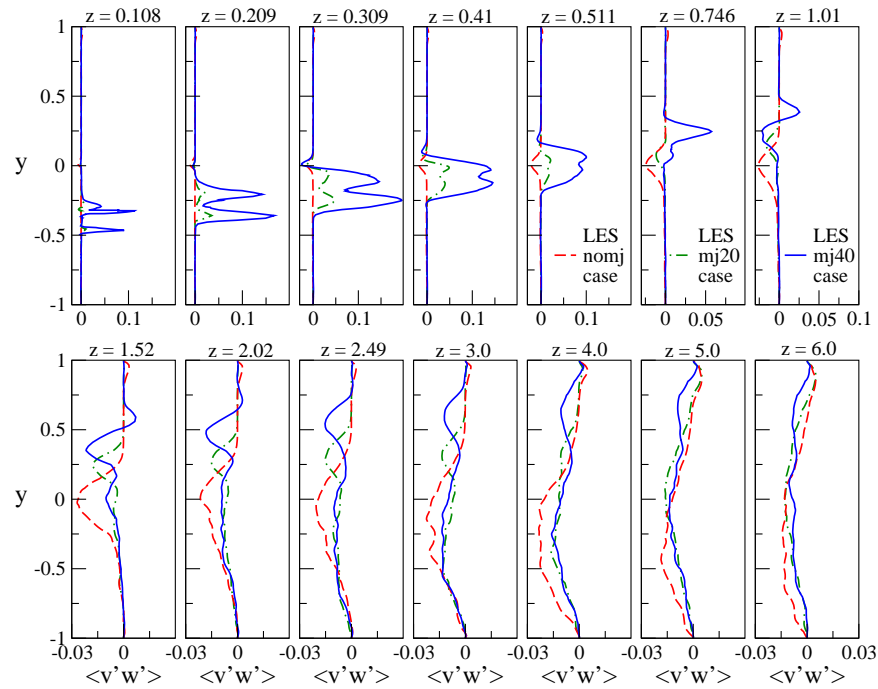 z = 0.108 z = 0.209 z = 0.309 z = 0.41 z = 0.511 z = 0.746 z = 1.01
1
0.5
y
0
-0.5
-1
LES nomj case
LES mj20 case
LES mj40 case
0 0.1 0 0.1 0 0.1 0 0.1 0 0.1 0 0.05 0 0.05 0.1
z = 1.52 z = 2.02 z = 2.49 z = 3.0 z = 4.0 z = 5.0 z = 6.0
1
0.5
y
0
-0.5
-1
-0.03 0 -0.03 0 -0.03 0 -0.03 0 -0.03 0 -0.03 0 -0.03 0 0.03
<v’w’> <v’w’> <v’w’> <v’w’> <v’w’> <v’w’> <v’w’>